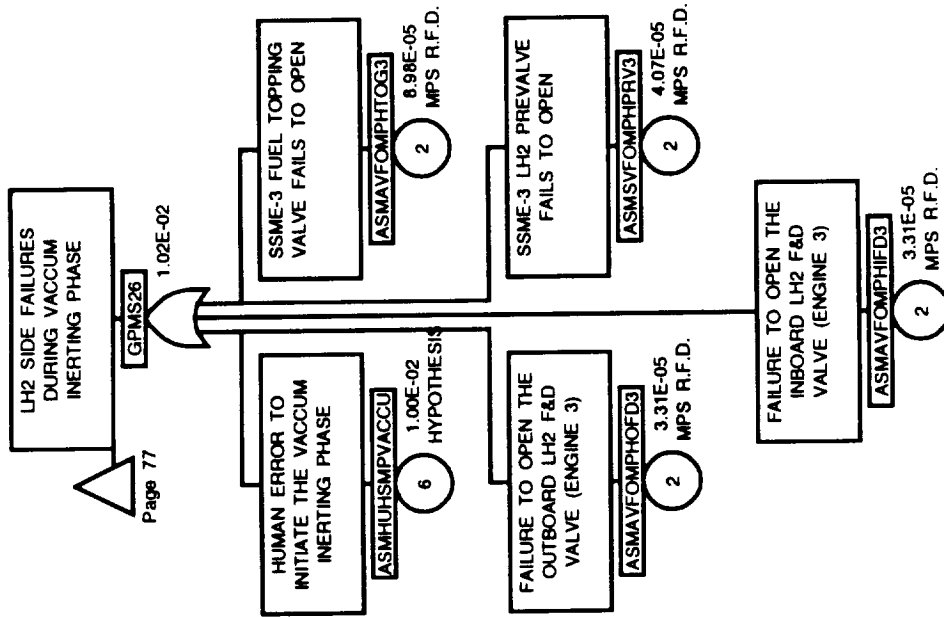 LH2 SIDE FAILURES
DURING VACCUM
INERTING PHASE
Page 77
GPMS26
1.02E-02
HUMAN ERROR TO
INITIATE THE VACCUM
INERTING PHASE
ASMHUHSMPVACCU
6
1.00E-02
HYPOTHESIS
SSME-3 FUEL TOPPING
VALVE FAILS TO OPEN
ASMAVFOMPHTOG3
2
8.98E-05
MPS R.F.D.
FAILURE TO OPEN THE
OUTBOARD LH2 F&D
VALVE (ENGINE 3)
ASMAVFOMPHOFD3
2
3.31E-05
MPS R.F.D.
SSME-3 LH2 PREVALVE
FAILS TO OPEN
ASMSVFOMPHPRV3
2
4.07E-05
MPS R.F.D.
FAILURE TO OPEN THE
INBOARD LH2 F&D
VALVE (ENGINE 3)
ASMAVFOMPHIFD3
2
3.31E-05
MPS R.F.D.